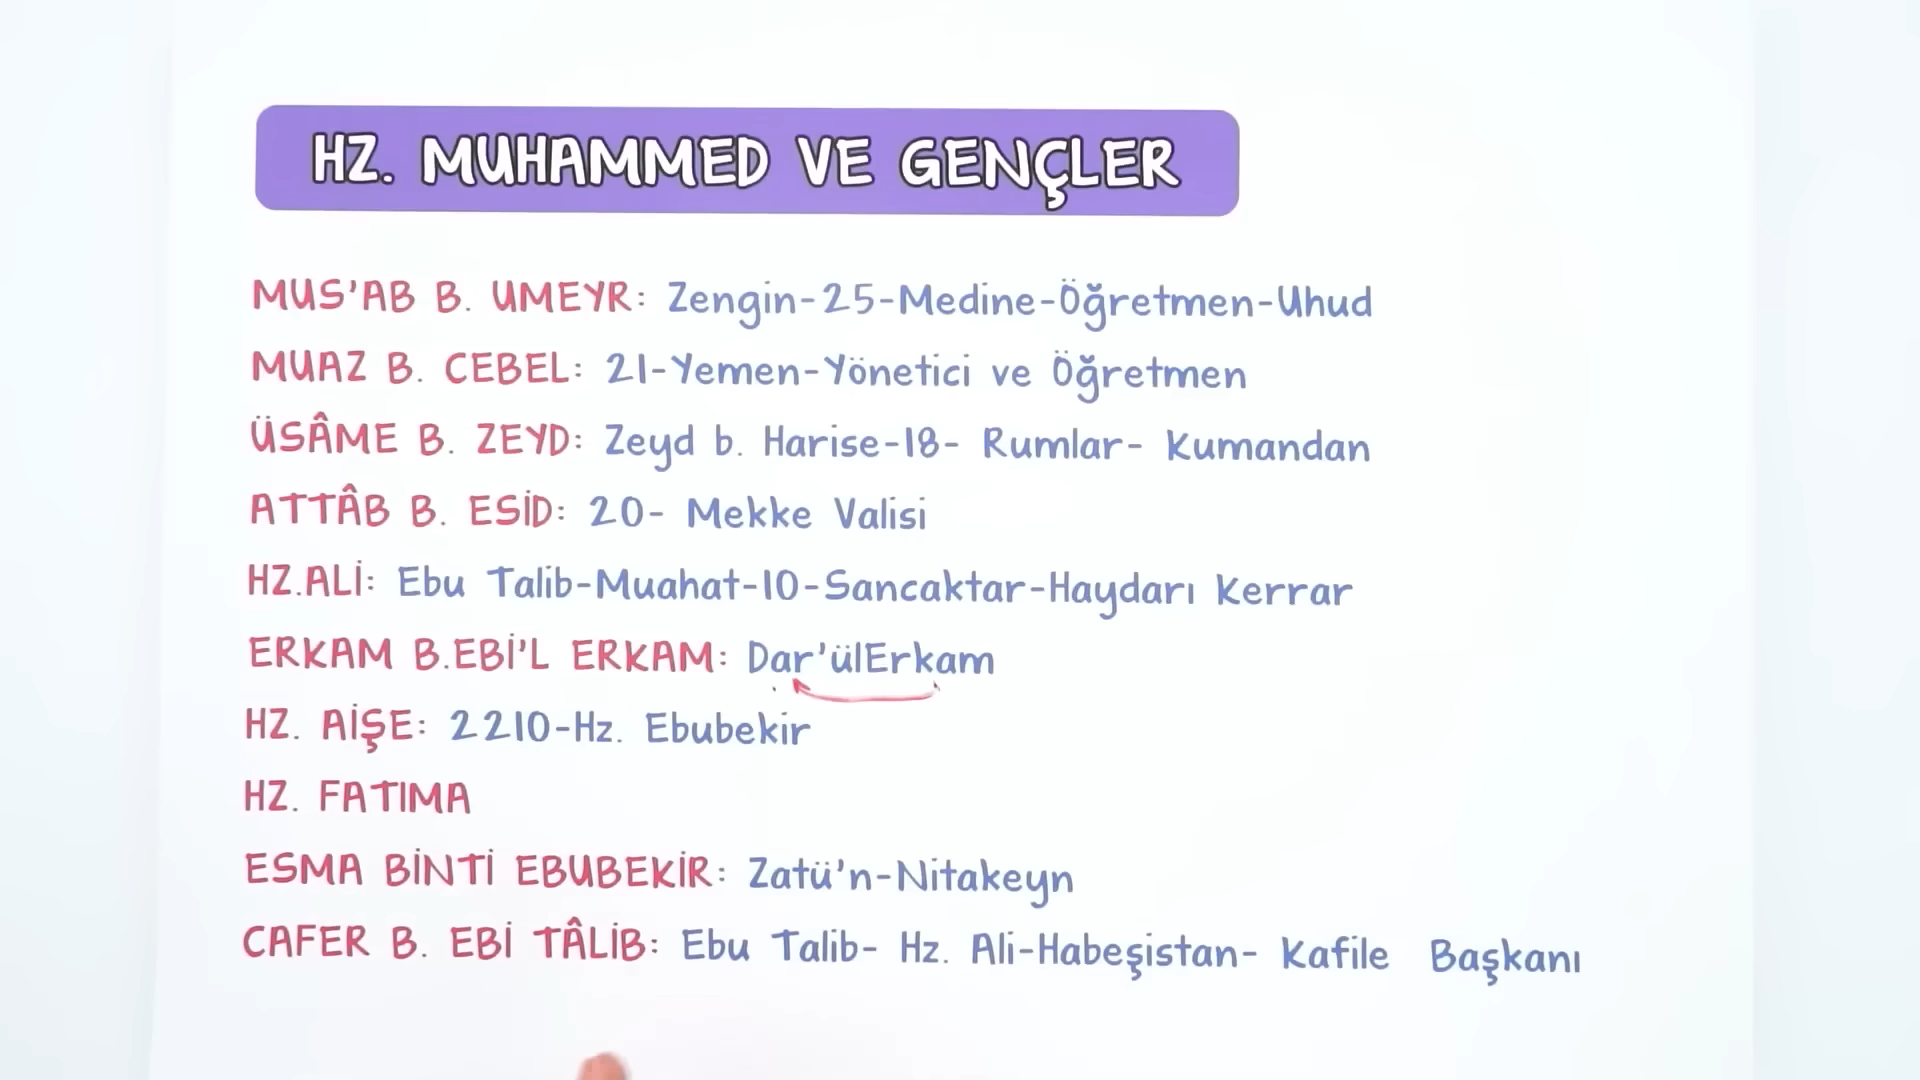 HZ. MUHAMMED VE GENÇLER
MUS'AB B. UMEYR: Zengin-25-Medine-Öğretmen-Uhud
MUAZ B. CEBEL: 21-Yemen-Yönetici ve Öğretmen
ÜSÂME B. ZEYD: Zeyd b. Harise-18- Rumlar- Kumandan
ATTÂB B. ESİD: 20- Mekke Valisi
HZ.ALİ: Ebu Talib-Muahat-10-Sancaktar-Haydarı Kerrar
ERKAM B.EBİ'L ERKAM: Dar'ülErkam
HZ. AİŞE: 2210-Hz. Ebubekir
HZ. FATIMA
ESMA BİNTİ EBUBEKİR: Zatü'n-Nitakeyn
CAFER B. EBİ TÂLİB: Ebu Talib- Hz. Ali-Habeşistan- Kafile Başkanı